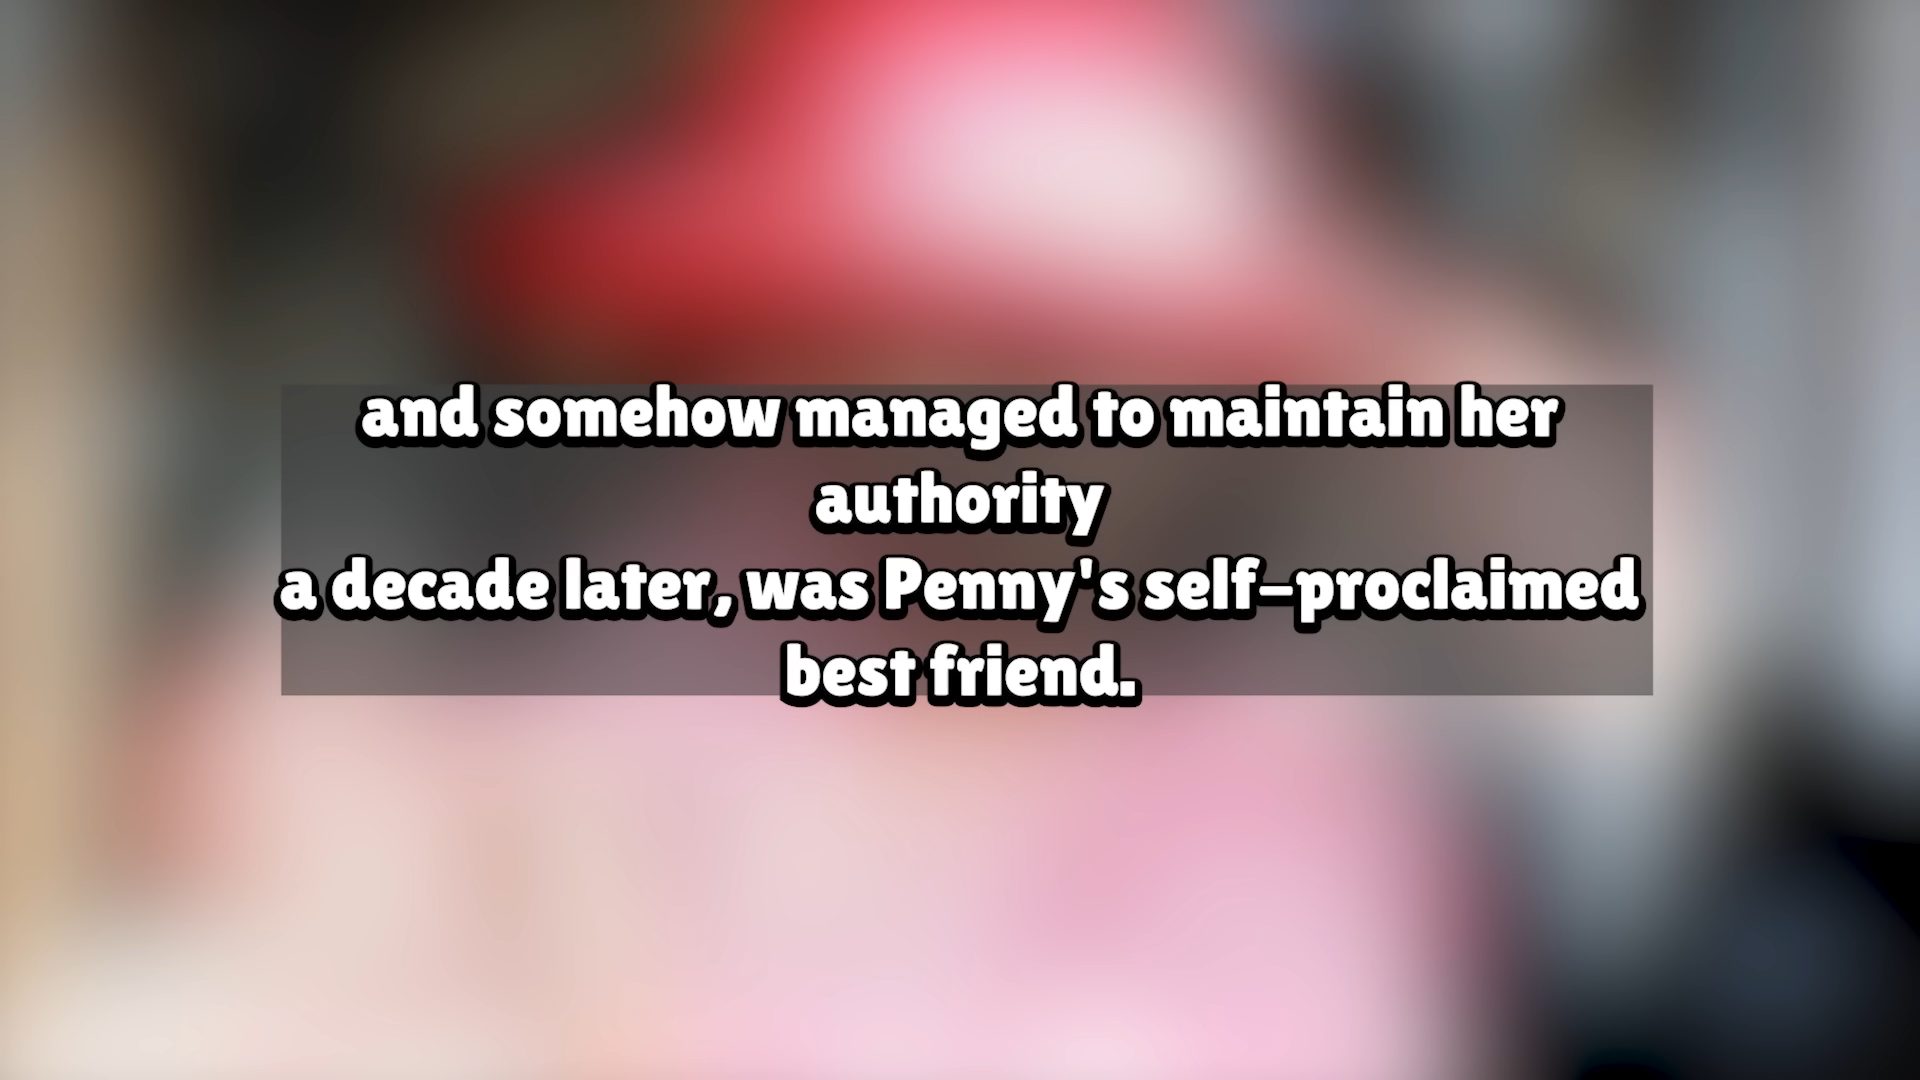 and somehow managed to maintain her
authority
a decade later, was Penny's self-proclaimed
best friend.